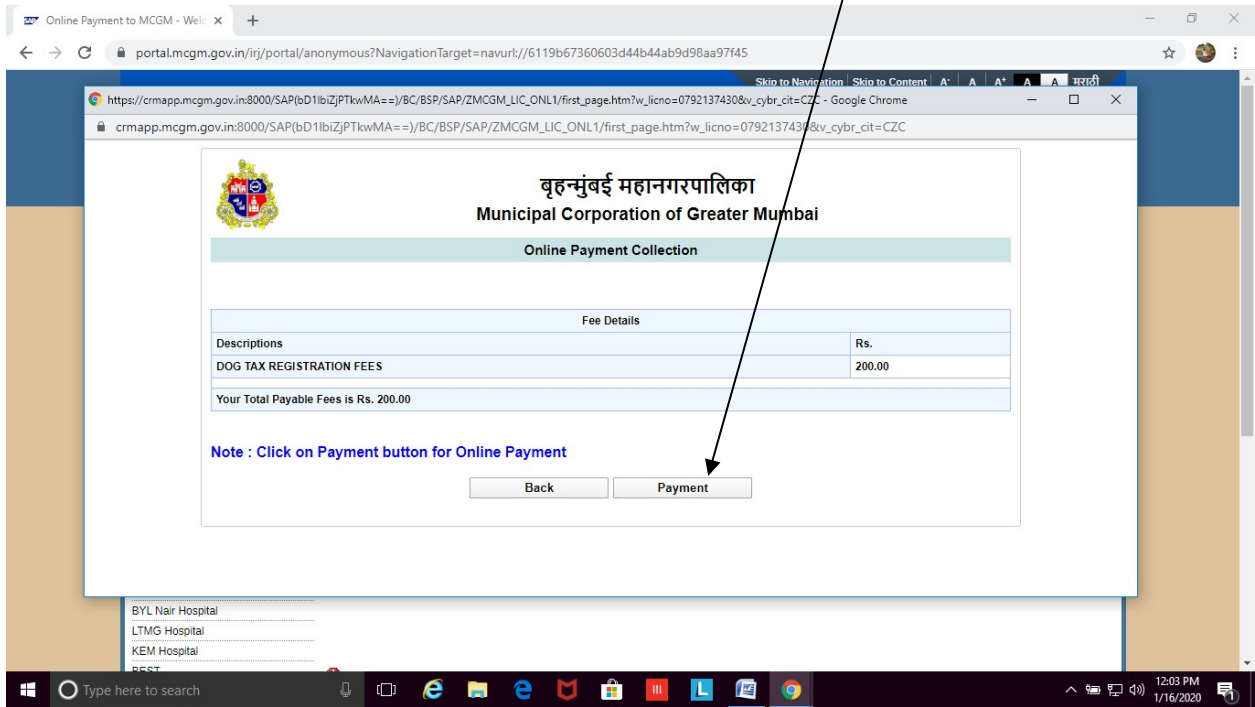 Online Payment to MCGM - Welc
portal.mcgm.gov.in/irj/portal/anonymous?NavigationTarget=navurl://6119b67360603d44b44ab9d98aa97f45
Skip to Navigation | Skip to Content | A- | A | A+ A A मराठी
https://crmapp.mcgm.gov.in:8000/SAP(bD1lbiZjPTkwMA==)/BC/BSP/SAP/ZMCGM_LIC_ONL1/first_page.htm?w_licno=0792137430&v_cybr_cit=CZC - Google Chrome
crmapp.mcgm.gov.in:8000/SAP(bD1lbiZjPTkwMA==)/BC/BSP/SAP/ZMCGM_LIC_ONL1/first_page.htm?w_licno=0792137430&v_cybr_cit=CZC
बृहन्मुंबई महानगरपालिका
Municipal Corporation of Greater Mumbai
Online Payment Collection
Fee Details
Descriptions Rs.
DOG TAX REGISTRATION FEES 200.00
Your Total Payable Fees is Rs. 200.00
Note : Click on Payment button for Online Payment
Back Payment
BYL Nair Hospital
LTMG Hospital
KEM Hospital
BEST
Type here to search
12:03 PM
1/16/2020